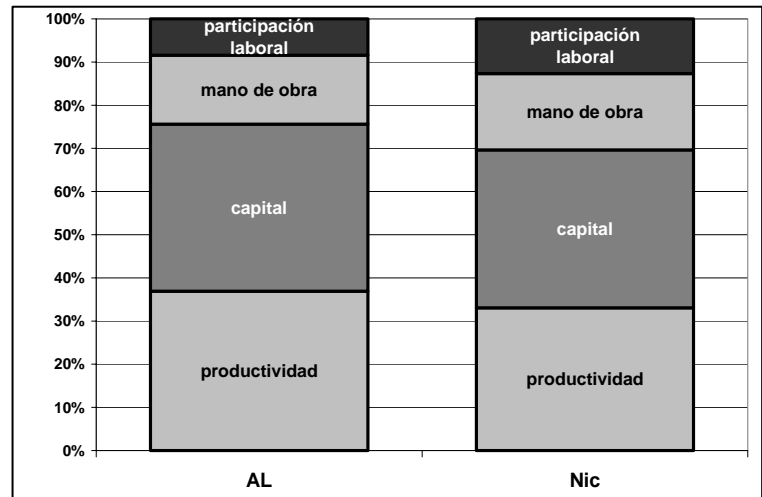 100%
90%
80%
70%
60%
50%
40%
30%
20%
10%
0%
participación
laboral
mano de obra
capital
productividad
participación
laboral
mano de obra
capital
productividad
AL
Nic